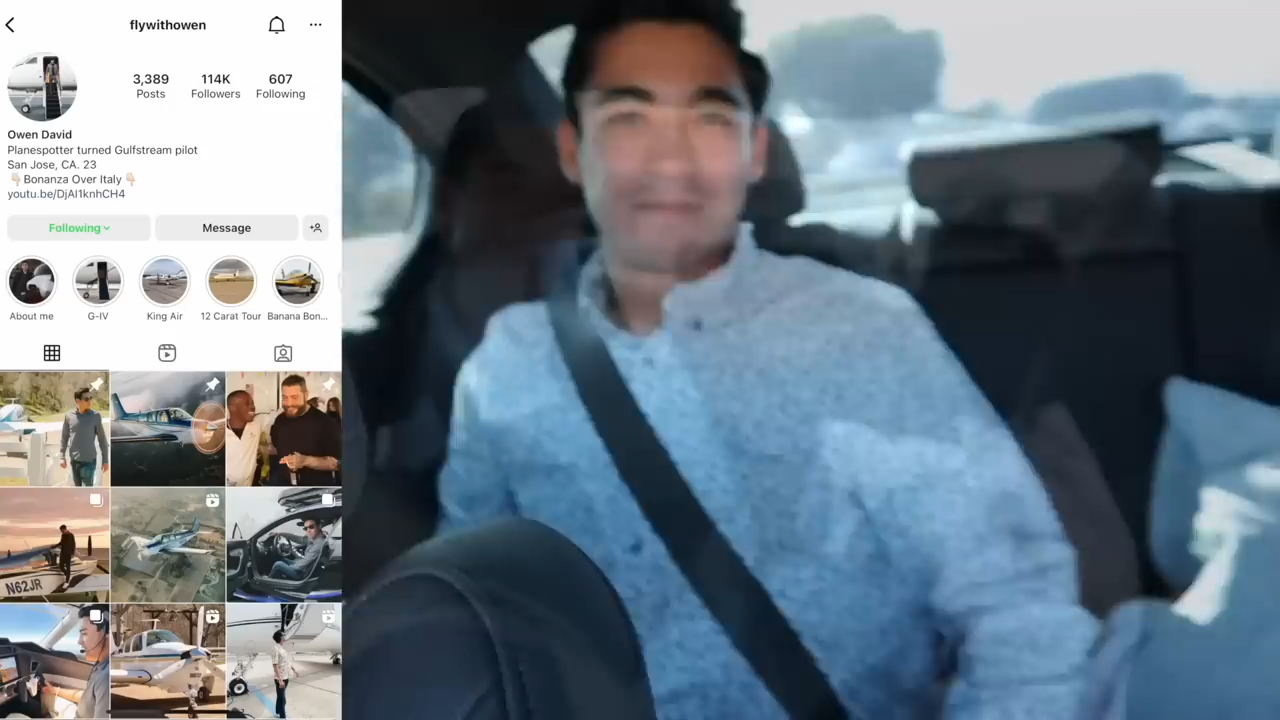 flywithowen
3,389 114K 607
Posts Followers Following
Owen David
Planespotter turned Gulfstream pilot
San Jose, CA. 23
👇🏻Bonanza Over Italy👇🏻
youtu.be/DjAl1knhCH4
Following Message
About me G-IV King Air 12 Carat Tour Banana Bon...
N62JR